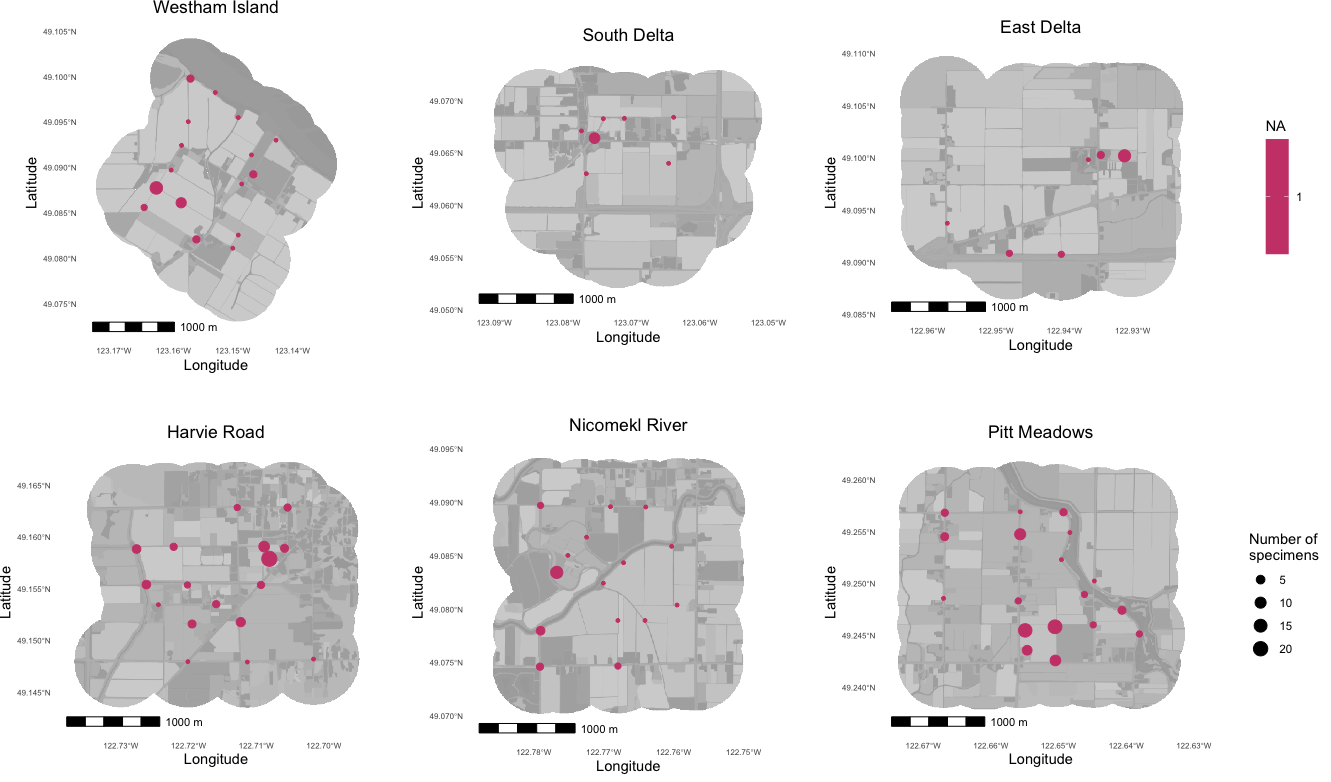 Westham Island
49.105°N
49.100°N
49.095°N
49.090°N
49.085°N
49.080°N
49.075°N
Latitude
1000 m
123.17°W 123.16°W 123.15°W 123.14°W
Longitude
South Delta
49.070°N
49.065°N
49.060°N
49.055°N
49.050°N
Latitude
1000 m
123.09°W 123.08°W 123.07°W 123.06°W 123.05°W
Longitude
East Delta
49.110°N
49.105°N
49.100°N
49.095°N
49.090°N
49.085°N
Latitude
1000 m
122.96°W 122.95°W 122.94°W 122.93°W
Longitude
NA
1
Harvie Road
49.165°N
49.160°N
49.155°N
49.150°N
49.145°N
Latitude
1000 m
122.73°W 122.72°W 122.71°W 122.70°W
Longitude
Nicomekl River
49.095°N
49.090°N
49.085°N
49.080°N
49.075°N
49.070°N
Latitude
1000 m
122.78°W 122.77°W 122.76°W 122.75°W
Longitude
Pitt Meadows
49.260°N
49.255°N
49.250°N
49.245°N
49.240°N
Latitude
1000 m
122.67°W 122.66°W 122.65°W 122.64°W 122.63°W
Longitude
Number of
specimens
5
10
15
20